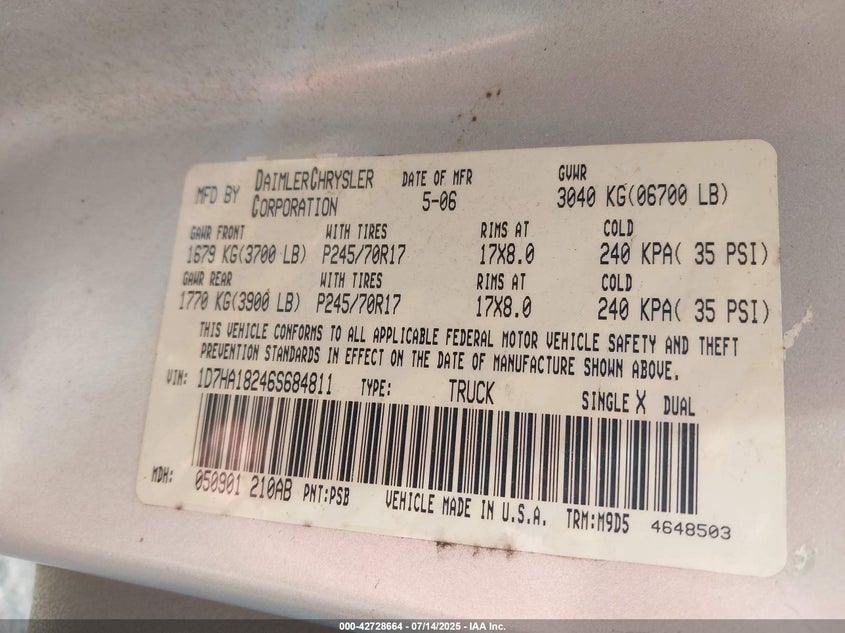 MFD BY DAIMLERCHRYSLER CORPORATION DATE OF MFR 5-06 GVWR 3040 KG(06700 LB)
GAWR FRONT WITH TIRES RIMS AT COLD
1679 KG(3700 LB) P245/70R17 17X8.0 240 KPA( 35 PSI)
GAWR REAR WITH TIRES RIMS AT COLD
1770 KG(3900 LB) P245/70R17 17X8.0 240 KPA( 35 PSI)
THIS VEHICLE CONFORMS TO ALL APPLICABLE FEDERAL MOTOR VEHICLE SAFETY AND THEFT
PREVENTION STANDARDS IN EFFECT ON THE DATE OF MANUFACTURE SHOWN ABOVE.
VIN: 1D7HA18246S684811 TYPE: TRUCK SINGLE X DUAL
MDH: 050901 210AB PNT:PSB VEHICLE MADE IN U.S.A. TRM:M9D5 4648503
000-42728664 - 07/14/2025 - IAA Inc.